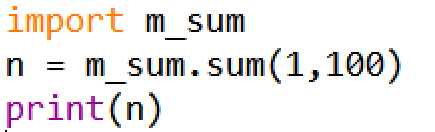 import m_sum
n = m_sum.sum(1,100)
print(n)